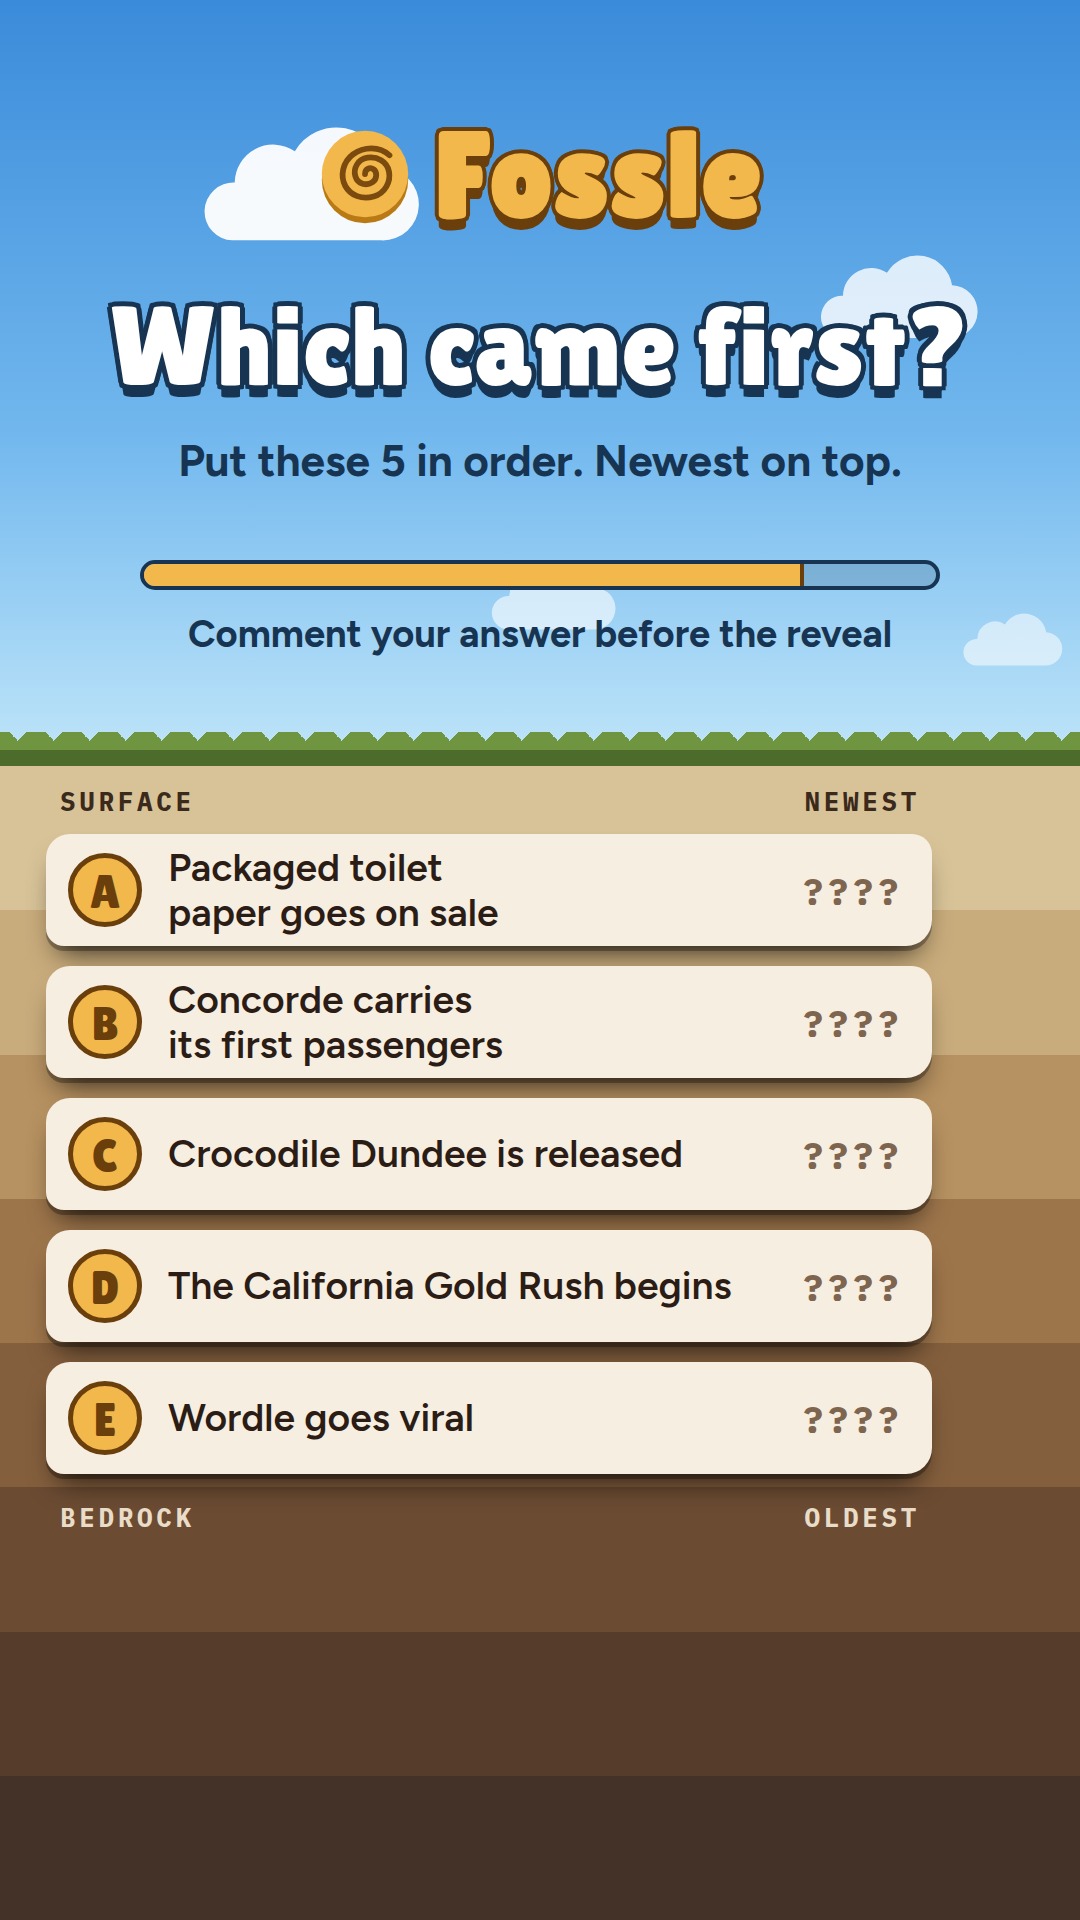 Fossle
Which came first?
Put these 5 in order. Newest on top.
Comment your answer before the reveal
SURFACE NEWEST
A Packaged toilet
paper goes on sale ????
B Concorde carries
its first passengers ????
C Crocodile Dundee is released ????
D The California Gold Rush begins ????
E Wordle goes viral ????
BEDROCK OLDEST